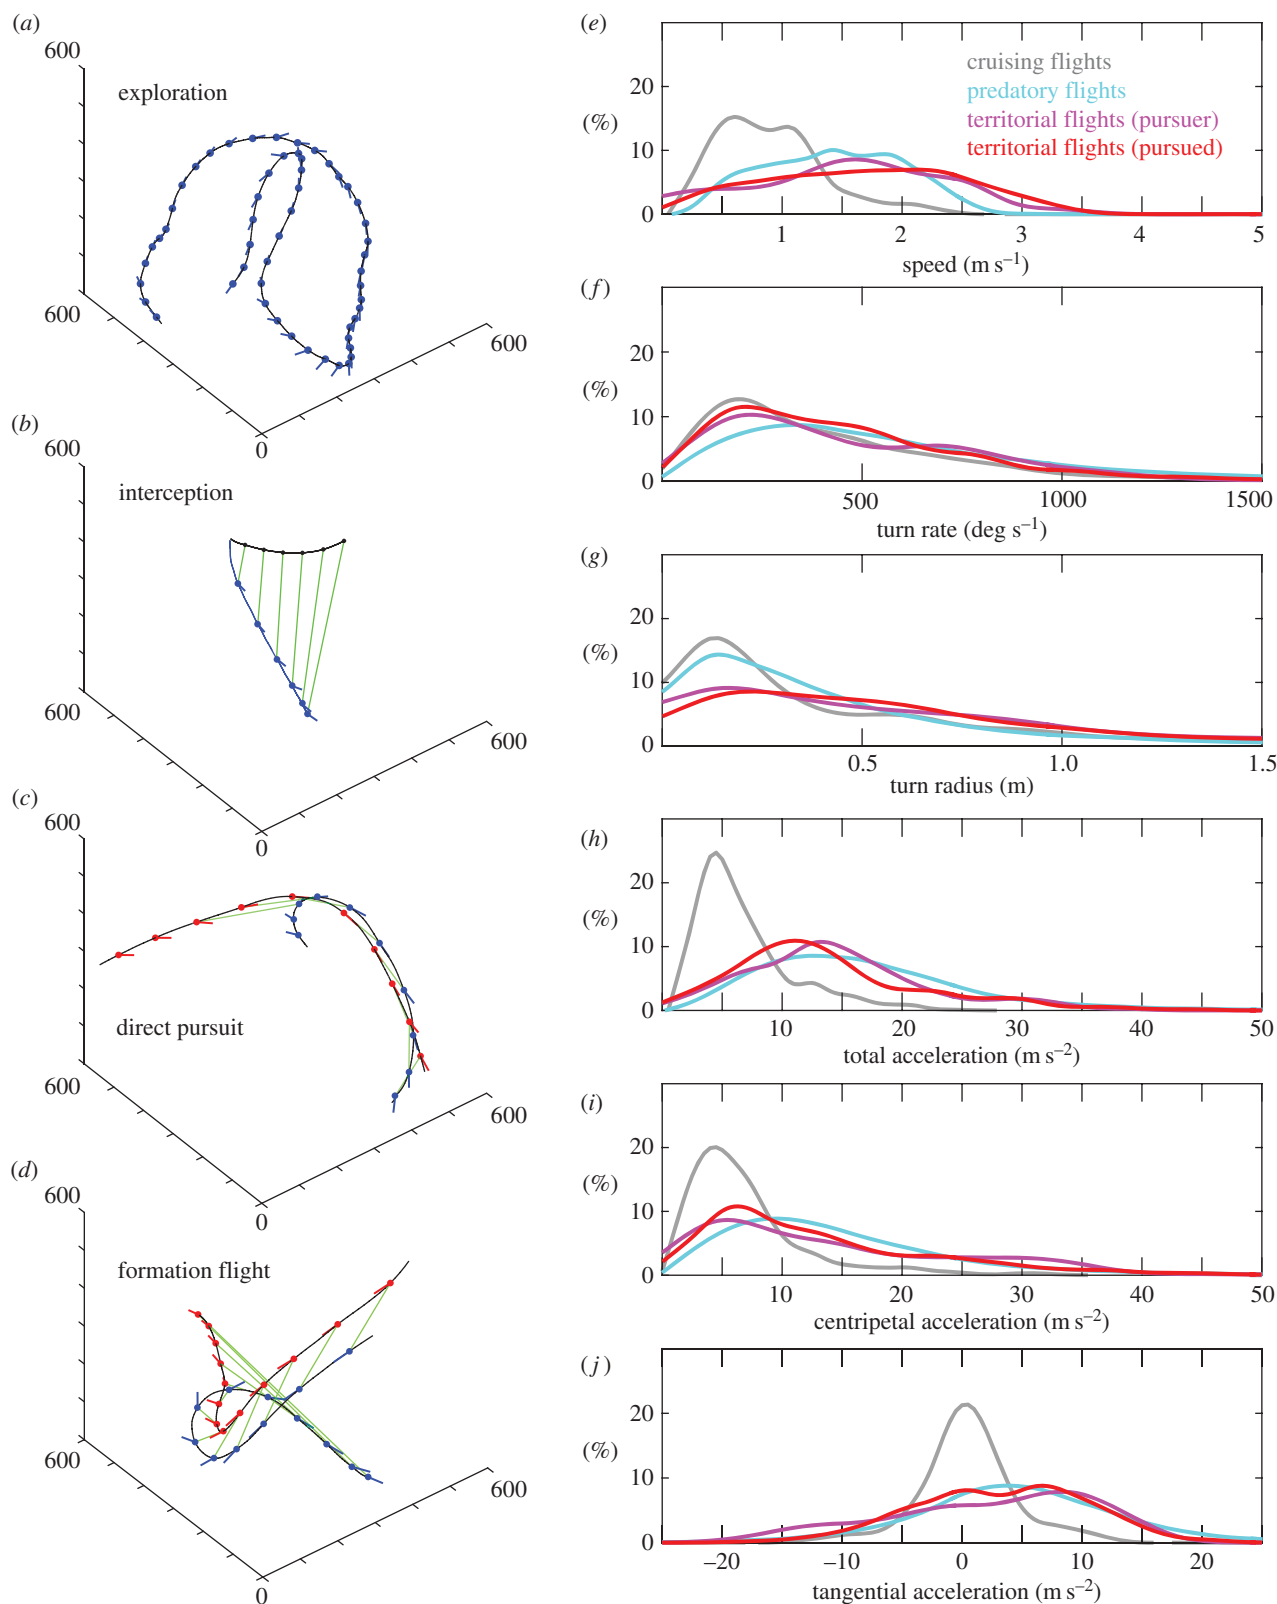 (a)
600
exploration
600
600
0
(b)
600
interception
600
600
0
(c)
600
direct pursuit
600
600
0
(d)
600
formation flight
600
600
0
(e)
20
(%)
10
0
cruising flights
predatory flights
territorial flights (pursuer)
territorial flights (pursued)
1 2 3 4 5
speed (m s–1)
(f)
20
(%)
10
0
500 1000 1500
turn rate (deg s–1)
(g)
20
(%)
10
0
0.5 1.0 1.5
turn radius (m)
(h)
20
(%)
10
0
10 20 30 40 50
total acceleration (m s–2)
(i)
20
(%)
10
0
10 20 30 40 50
centripetal acceleration (m s–2)
(j)
20
(%)
10
0
–20 –10 0 10 20
tangential acceleration (m s–2)